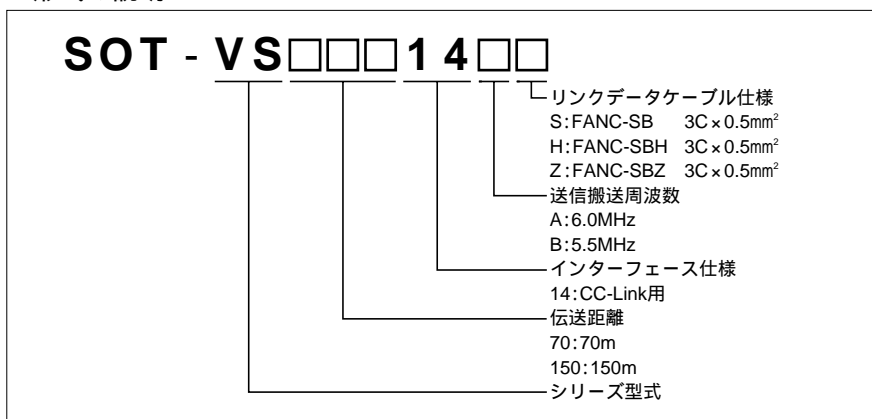 SOT-VS□□□14□□
リンクデータケーブル仕様
S:FANC-SB 3C×0.5mm²
H:FANC-SBH 3C×0.5mm²
Z:FANC-SBZ 3C×0.5mm²
送信搬送周波数
A:6.0MHz
B:5.5MHz
インターフェース仕様
14:CC-Link用
伝送距離
70:70m
150:150m
シリーズ型式